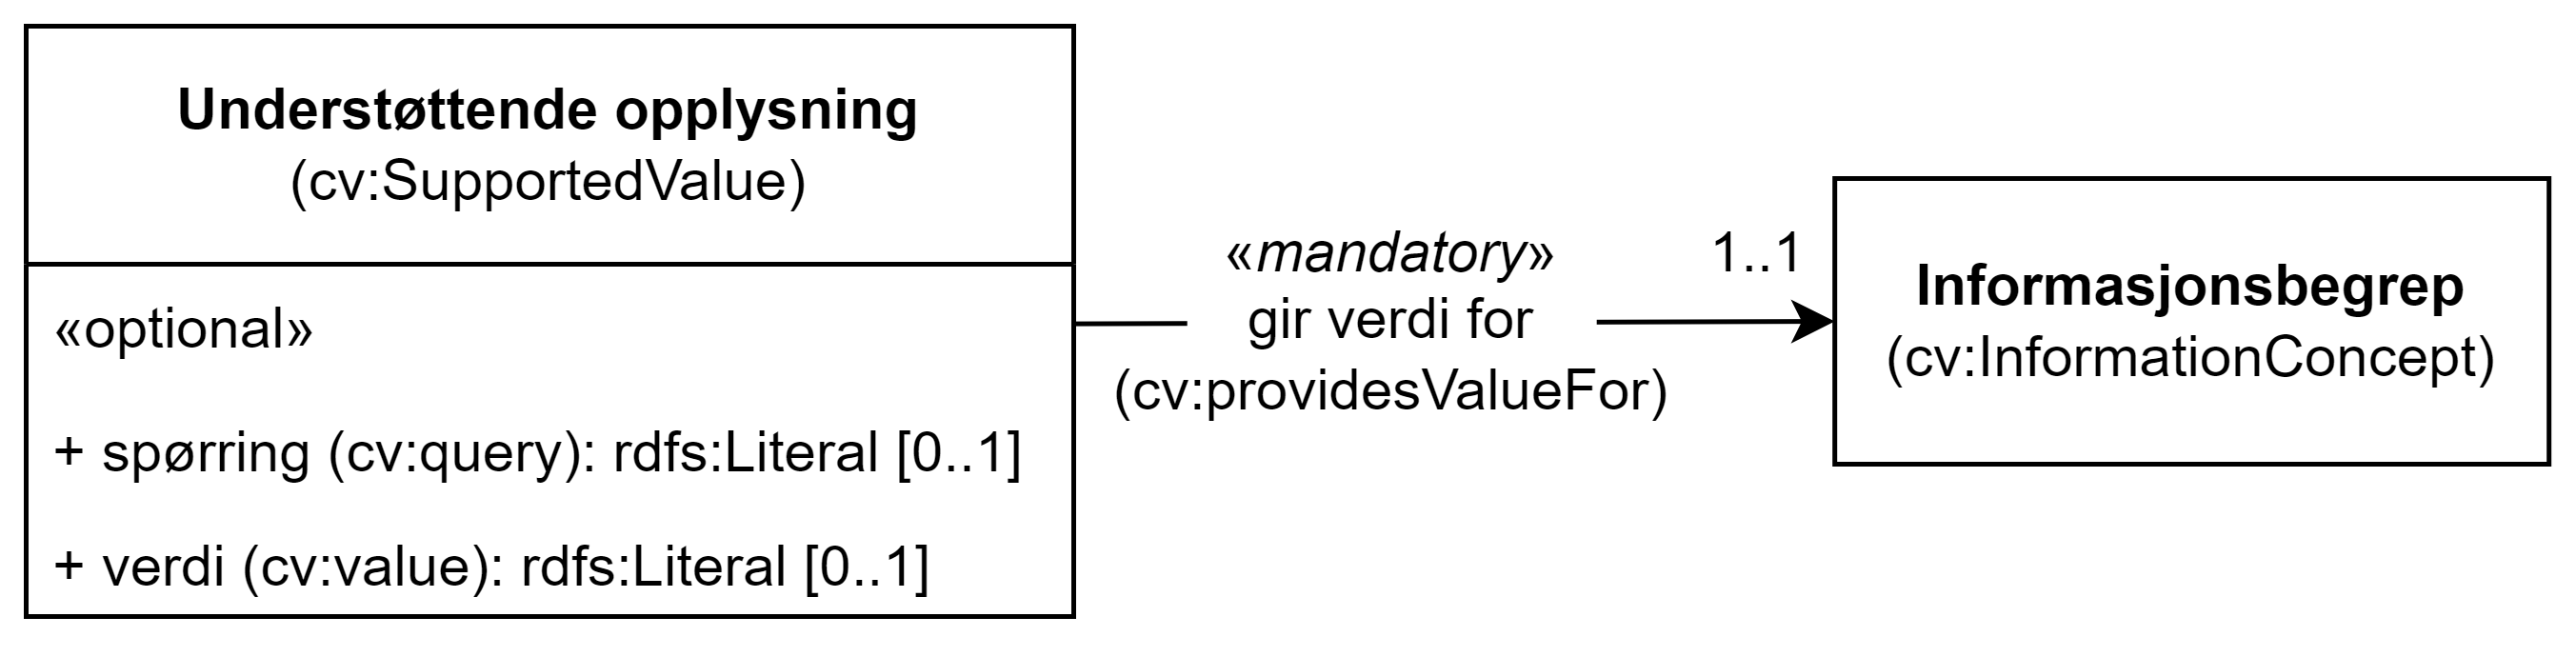 Understøttende opplysning
(cv:SupportedValue)
«optional»
+ spørring (cv:query): rdfs:Literal [0..1]
+ verdi (cv:value): rdfs:Literal [0..1]
«mandatory»
gir verdi for
(cv:providesValueFor)
1..1
Informasjonsbegrep
(cv:InformationConcept)